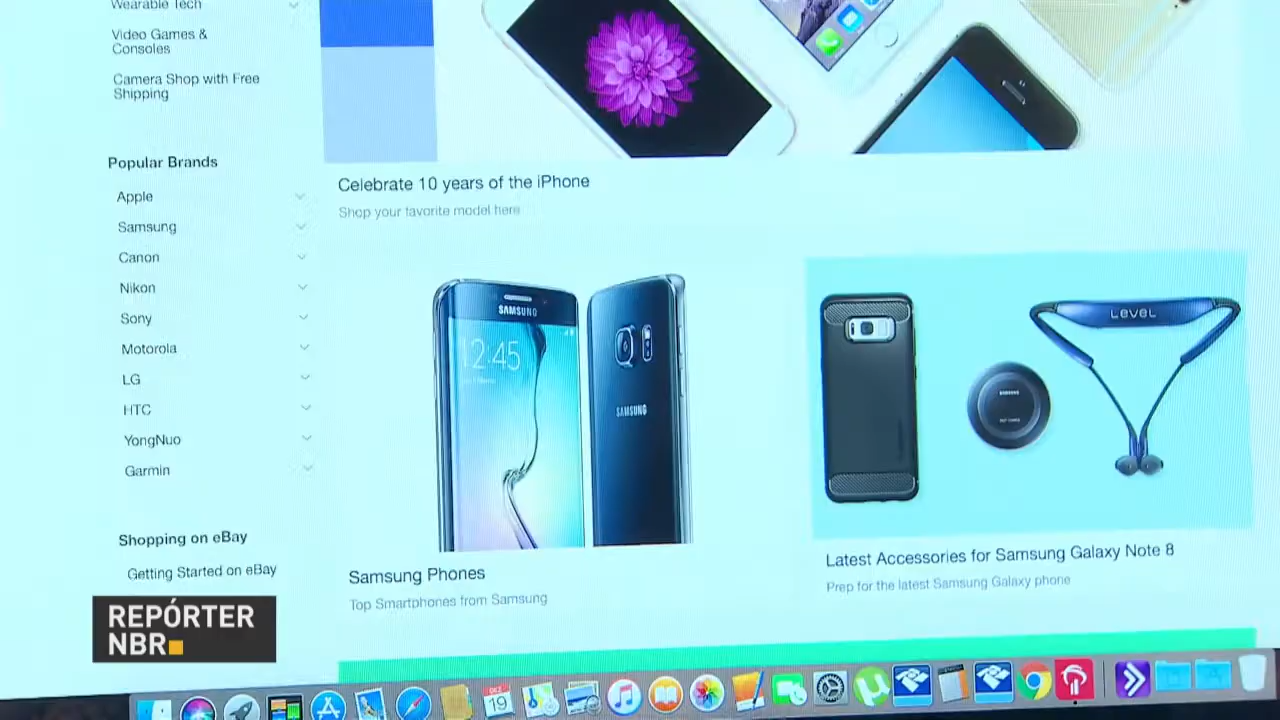 Wearable Tech
Video Games &
Consoles
Camera Shop with Free
Shipping
Popular Brands
Apple
Samsung
Canon
Nikon
Sony
Motorola
LG
HTC
YongNuo
Garmin
Shopping on eBay
Getting Started on eBay
Celebrate 10 years of the iPhone
Shop your favorite model here
SAMSUNG
12:45
SAMSUNG
Samsung Phones
Top Smartphones from Samsung
LEVEL
SAMSUNG
Latest Accessories for Samsung Galaxy Note 8
Prep for the latest Samsung Galaxy phone
REPÓRTER
NBR
19